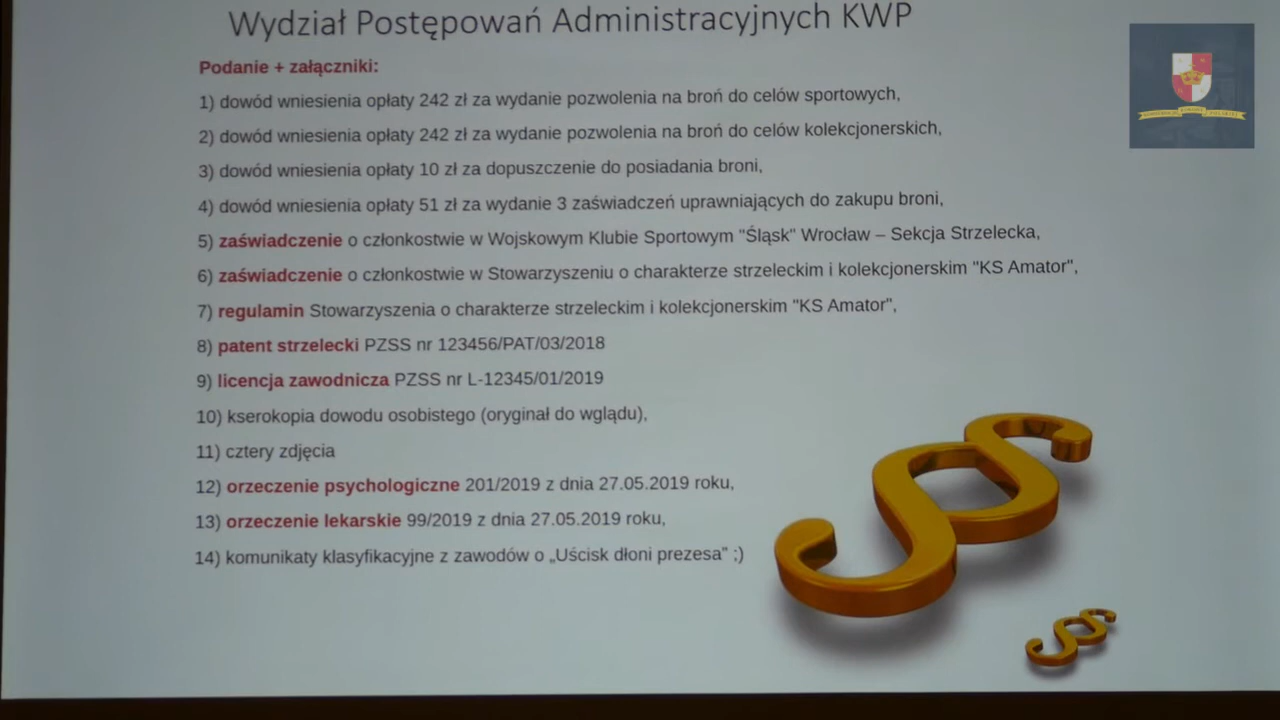 Wydział Postępowań Administracyjnych KWP
Podanie + załączniki:
1) dowód wniesienia opłaty 242 zł za wydanie pozwolenia na broń do celów sportowych,
2) dowód wniesienia opłaty 242 zł za wydanie pozwolenia na broń do celów kolekcjonerskich,
3) dowód wniesienia opłaty 10 zł za dopuszczenie do posiadania broni,
4) dowód wniesienia opłaty 51 zł za wydanie 3 zaświadczeń uprawniających do zakupu broni,
5) zaświadczenie o członkostwie w Wojskowym Klubie Sportowym "Śląsk" Wrocław – Sekcja Strzelecka,
6) zaświadczenie o członkostwie w Stowarzyszeniu o charakterze strzeleckim i kolekcjonerskim "KS Amator",
7) regulamin Stowarzyszenia o charakterze strzeleckim i kolekcjonerskim "KS Amator",
8) patent strzelecki PZSS nr 123456/PAT/03/2018
9) licencja zawodnicza PZSS nr L-12345/01/2019
10) kserokopia dowodu osobistego (oryginał do wglądu),
11) cztery zdjęcia
12) orzeczenie psychologiczne 201/2019 z dnia 27.05.2019 roku,
13) orzeczenie lekarskie 99/2019 z dnia 27.05.2019 roku,
14) komunikaty klasyfikacyjne z zawodów o „Uścisk dłoni prezesa” ;)